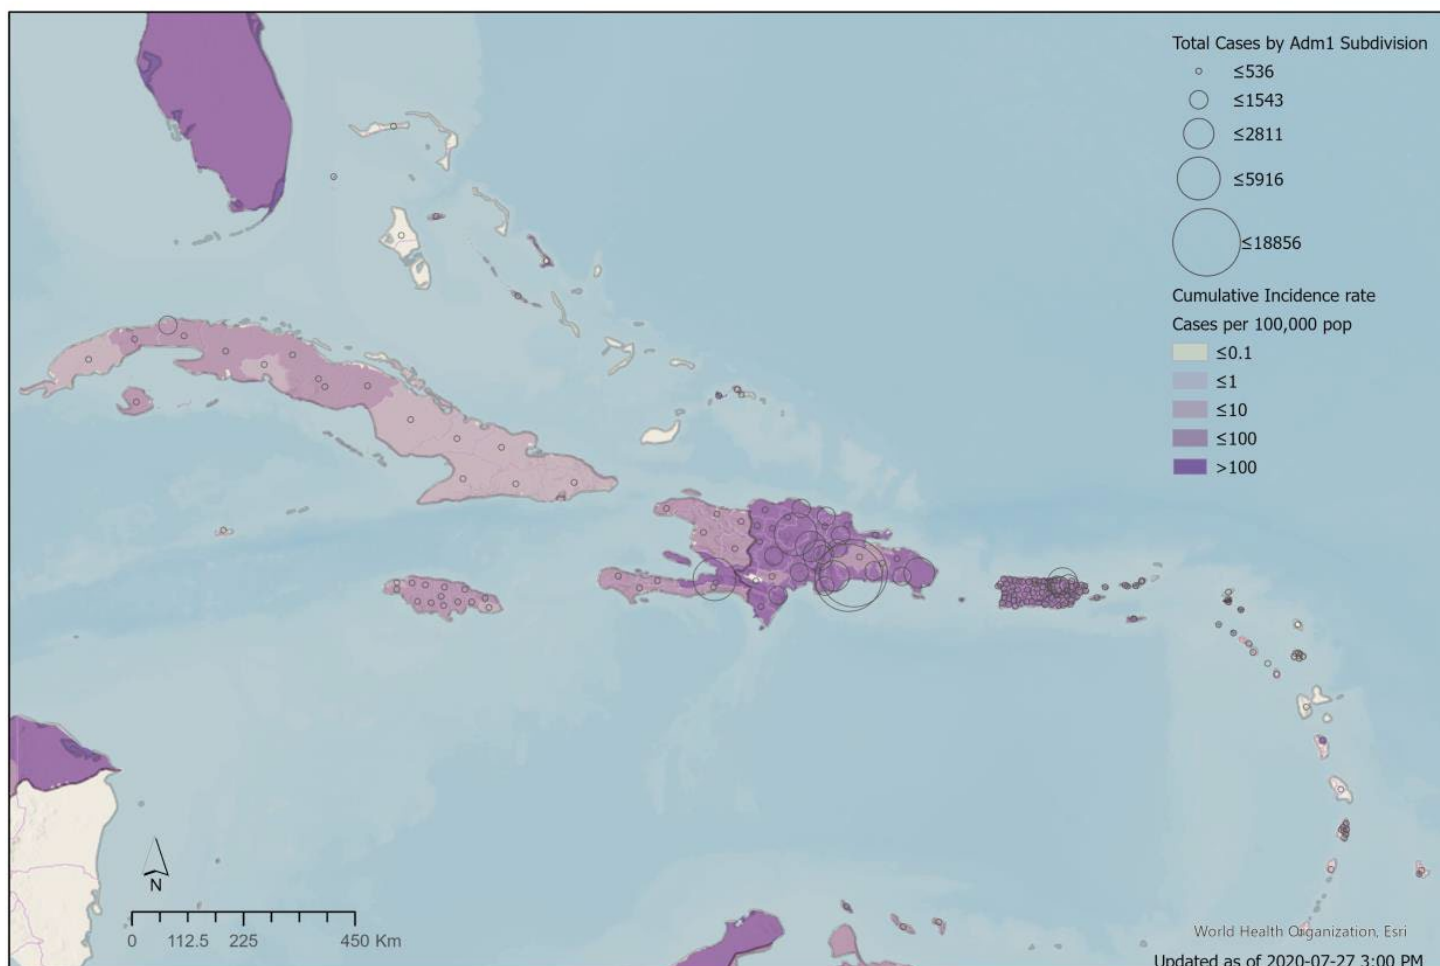 Total Cases by Adm1 Subdivision
≤536
≤1543
≤2811
≤5916
≤18856
Cumulative Incidence rate
Cases per 100,000 pop
≤0.1
≤1
≤10
≤100
>100
N
0 112.5 225 450 Km
World Health Organization, Esri
Updated as of 2020-07-27 3:00 PM